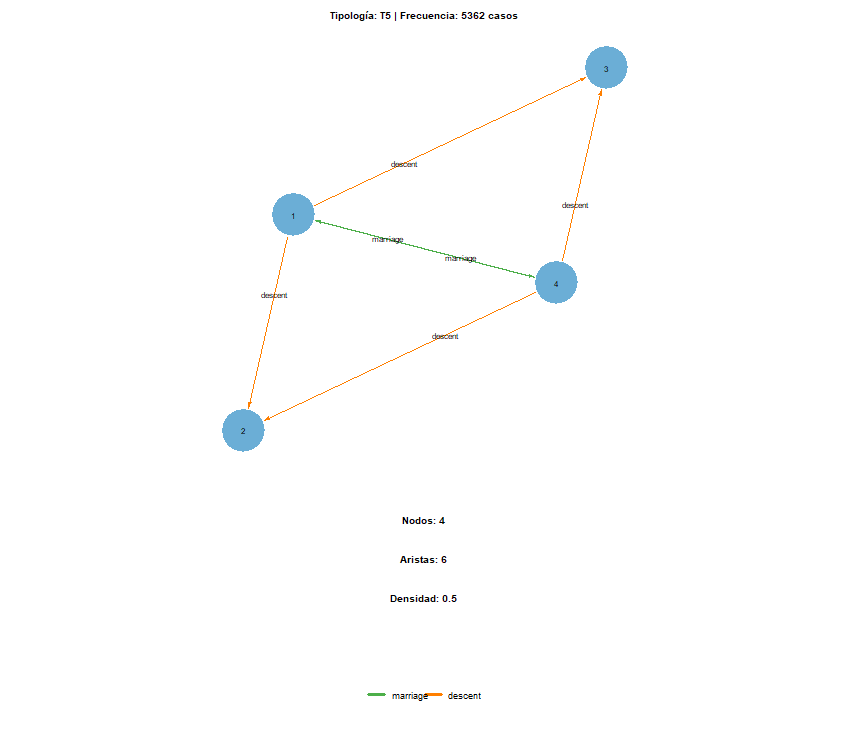 Tipología: T5 | Frecuencia: 5362 casos
3
descent
descent
1
marriage
marriage
4
descent
descent
2
Nodos: 4
Aristas: 6
Densidad: 0.5
marriage descent